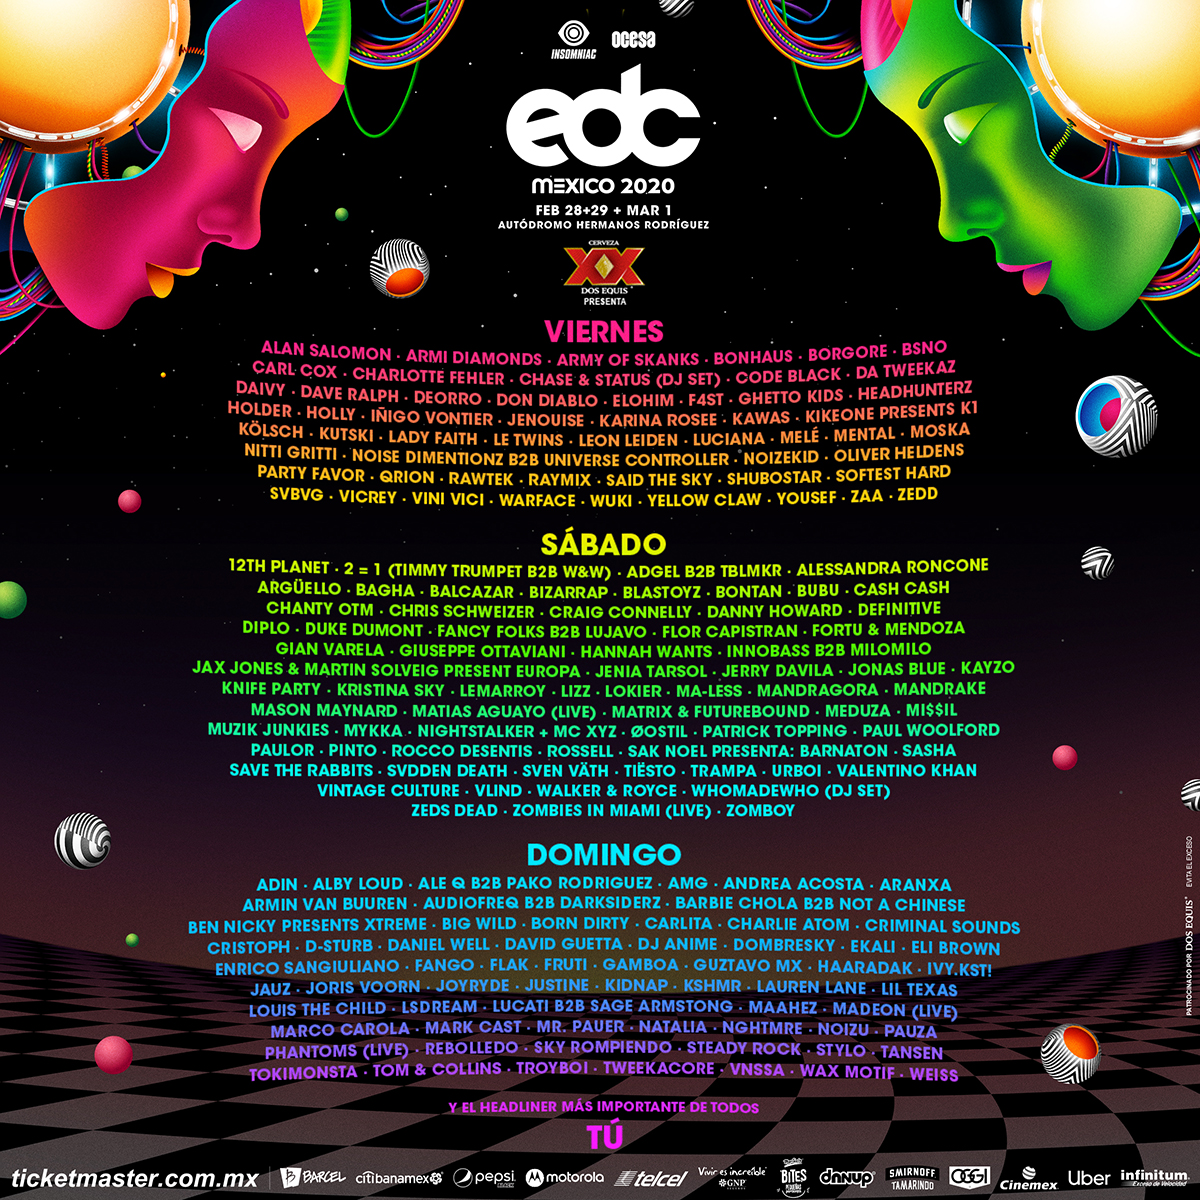 INSOMNIAC ocesa
edc
MEXICO 2020
FEB 28+29 + MAR 1
AUTÓDROMO HERMANOS RODRÍGUEZ
CERVEZA
XX
DOS EQUIS
PRESENTA
VIERNES
ALAN SALOMON · ARMI DIAMONDS · ARMY OF SKANKS · BONHAUS · BORGORE · BSNO
CARL COX · CHARLOTTE FEHLER · CHASE & STATUS (DJ SET) · CODE BLACK · DA TWEEKAZ
DAIVY · DAVE RALPH · DEORRO · DON DIABLO · ELOHIM · F4ST · GHETTO KIDS · HEADHUNTERZ
HOLDER · HOLLY · IÑIGO VONTIER · JENOUISE · KARINA ROSEE · KAWAS · KIKEONE PRESENTS K1
KÖLSCH · KUTSKI · LADY FAITH · LE TWINS · LEON LEIDEN · LUCIANA · MELÉ · MENTAL · MOSKA
NITTI GRITTI · NOISE DIMENTIONZ B2B UNIVERSE CONTROLLER · NOIZEKID · OLIVER HELDENS
PARTY FAVOR · QRION · RAWTEK · RAYMIX · SAID THE SKY · SHUBOSTAR · SOFTEST HARD
SVBVG · VICREY · VINI VICI · WARFACE · WUKI · YELLOW CLAW · YOUSEF · ZAA · ZEDD
SÁBADO
12TH PLANET · 2 = 1 (TIMMY TRUMPET B2B W&W) · ADGEL B2B TBLMKR · ALESSANDRA RONCONE
ARGÜELLO · BAGHA · BALCAZAR · BIZARRAP · BLASTOYZ · BONTAN · BUBU · CASH CASH
CHANTY OTM · CHRIS SCHWEIZER · CRAIG CONNELLY · DANNY HOWARD · DEFINITIVE
DIPLO · DUKE DUMONT · FANCY FOLKS B2B LUJAVO · FLOR CAPISTRAN · FORTU & MENDOZA
GIAN VARELA · GIUSEPPE OTTAVIANI · HANNAH WANTS · INNOBASS B2B MILOMILO
JAX JONES & MARTIN SOLVEIG PRESENT EUROPA · JENIA TARSOL · JERRY DAVILA · JONAS BLUE · KAYZO
KNIFE PARTY · KRISTINA SKY · LEMARROY · LIZZ · LOKIER · MA-LESS · MANDRAGORA · MANDRAKE
MASON MAYNARD · MATIAS AGUAYO (LIVE) · MATRIX & FUTUREBOUND · MEDUZA · MI$$IL
MUZIK JUNKIES · MYKKA · NIGHTSTALKER + MC XYZ · ØOSTIL · PATRICK TOPPING · PAUL WOOLFORD
PAULOR · PINTO · ROCCO DESENTIS · ROSSELL · SAK NOEL PRESENTA: BARNATON · SASHA
SAVE THE RABBITS · SVDDEN DEATH · SVEN VÄTH · TIËSTO · TRAMPA · URBOI · VALENTINO KHAN
VINTAGE CULTURE · VLIND · WALKER & ROYCE · WHOMADEWHO (DJ SET)
ZEDS DEAD · ZOMBIES IN MIAMI (LIVE) · ZOMBOY
DOMINGO
ADIN · ALBY LOUD · ALE Q B2B PAKO RODRIGUEZ · AMG · ANDREA ACOSTA · ARANXA
ARMIN VAN BUUREN · AUDIOFREQ B2B DARKSIDERZ · BARBIE CHOLA B2B NOT A CHINESE
BEN NICKY PRESENTS XTREME · BIG WILD · BORN DIRTY · CARLITA · CHARLIE ATOM · CRIMINAL SOUNDS
CRISTOPH · D-STURB · DANIEL WELL · DAVID GUETTA · DJ ANIME · DOMBRESKY · EKALI · ELI BROWN
ENRICO SANGIULIANO · FANGO · FLAK · FRUTI · GAMBOA · GUZTAVO MX · HAARADAK · IVY.KST!
JAUZ · JORIS VOORN · JOYRYDE · JUSTINE · KIDNAP · KSHMR · LAUREN LANE · LIL TEXAS
LOUIS THE CHILD · LSDREAM · LUCATI B2B SAGE ARMSTONG · MAAHEZ · MADEON (LIVE)
MARCO CAROLA · MARK CAST · MR. PAUER · NATALIA · NGHTMRE · NOIZU · PAUZA
PHANTOMS (LIVE) · REBOLLEDO · SKY ROMPIENDO · STEADY ROCK · STYLO · TANSEN
TOKIMONSTA · TOM & COLLINS · TROYBOI · TWEEKACORE · VNSSA · WAX MOTIF · WEISS
Y EL HEADLINER MÁS IMPORTANTE DE TODOS
TÚ
PATROCINADO POR DOS EQUIS EVITA EL EXCESO
ticketmaster.com.mx BARCEL citibanamex pepsi motorola telcel Vivir es increíble GNP BITES dnnUp SMIRNOFF TAMARINDO Cinemex Uber infinitum.
Exceso de Velocidad